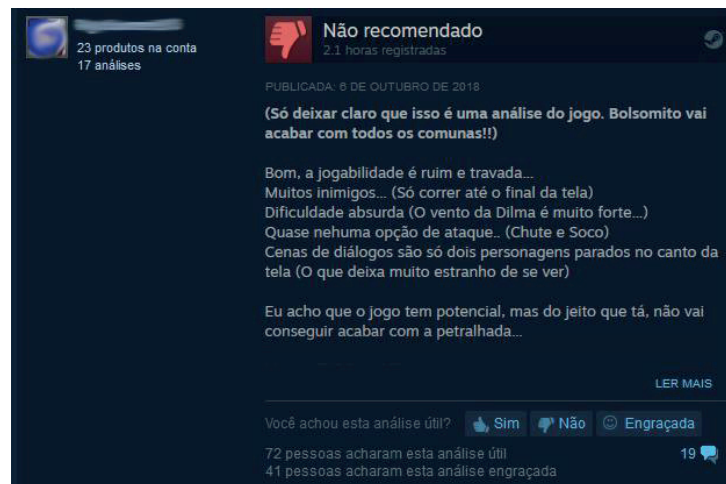 23 produtos na conta
17 análises
Não recomendado
2.1 horas registradas
PUBLICADA: 6 DE OUTUBRO DE 2018
(Só deixar claro que isso é uma análise do jogo. Bolsomito vai
acabar com todos os comunas!!)
Bom, a jogabilidade é ruim e travada...
Muitos inimigos... (Só correr até o final da tela)
Dificuldade absurda (O vento da Dilma é muito forte...)
Quase nehuma opção de ataque.. (Chute e Soco)
Cenas de diálogos são só dois personagens parados no canto da
tela (O que deixa muito estranho de se ver)
Eu acho que o jogo tem potencial, mas do jeito que tá, não vai
conseguir acabar com a petralhada...
LER MAIS
Você achou esta análise útil? Sim Não Engraçada
72 pessoas acharam esta análise útil 19
41 pessoas acharam esta análise engraçada